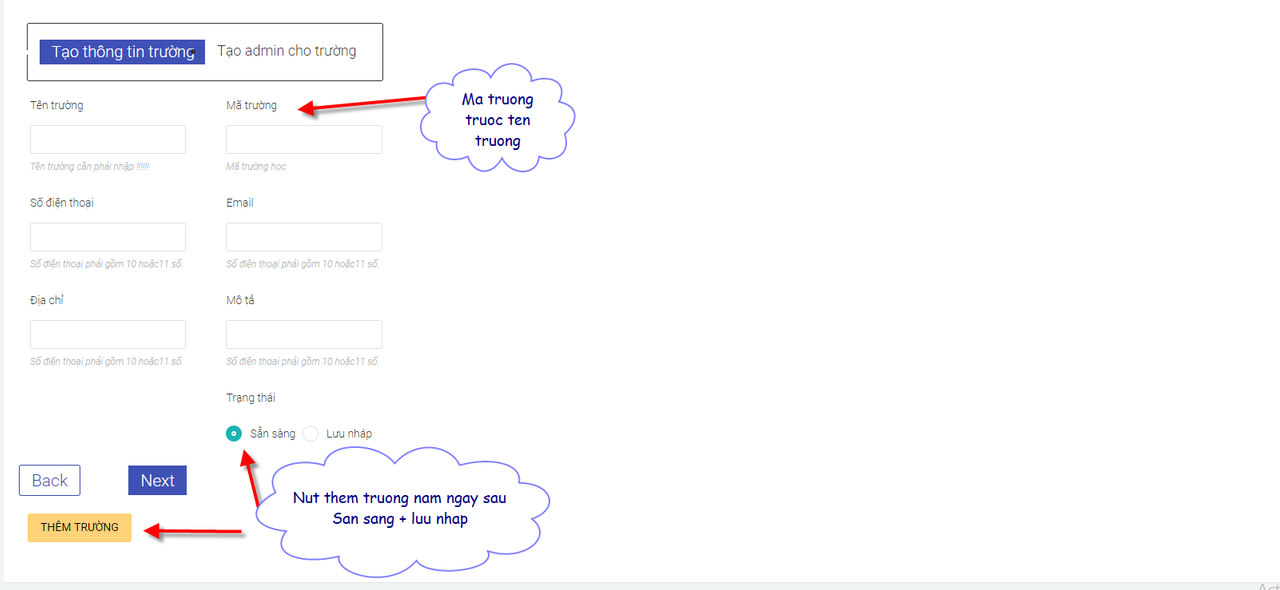 Tạo thông tin trường Tạo admin cho trường
Tên trường Mã trường
Ma truong
truoc ten
truong
Tên trường cần phải nhập !!!!!! Mã trường học
Số điện thoại Email
Số điện thoại phải gồm 10 hoặc11 số. Số điện thoại phải gồm 10 hoặc11 số.
Địa chỉ Mô tả
Số điện thoại phải gồm 10 hoặc11 số. Số điện thoại phải gồm 10 hoặc11 số.
Trạng thái
Sẵn sàng Lưu nháp
Back Next
Nut them truong nam ngay sau
San sang + luu nhap
THÊM TRƯỜNG